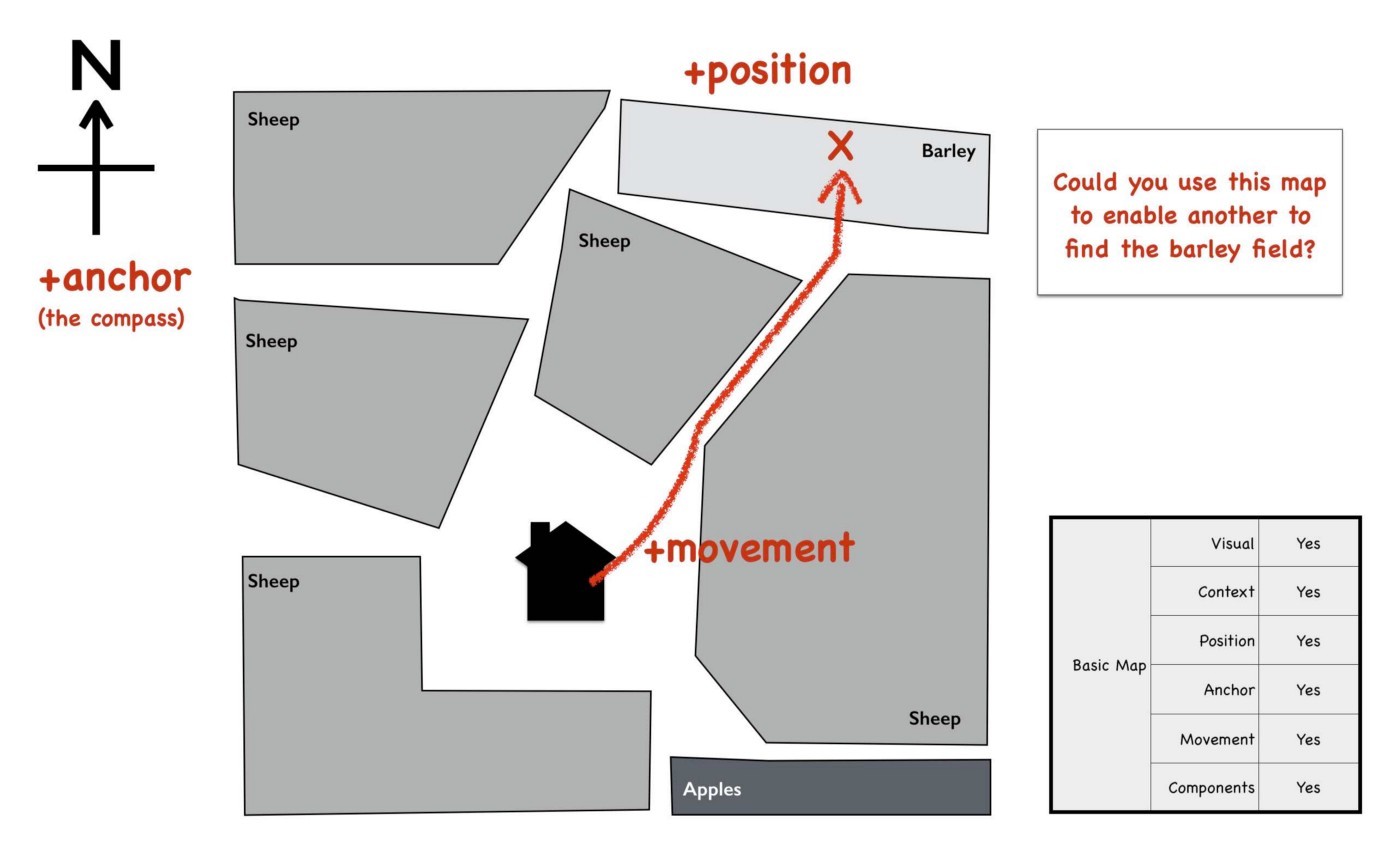 N
+anchor
(the compass)
+position
Sheep
Barley
Sheep
Sheep
+movement
Sheep
Sheep
Apples
Could you use this map
to enable another to
find the barley field?
Basic Map
Visual Yes
Context Yes
Position Yes
Anchor Yes
Movement Yes
Components Yes